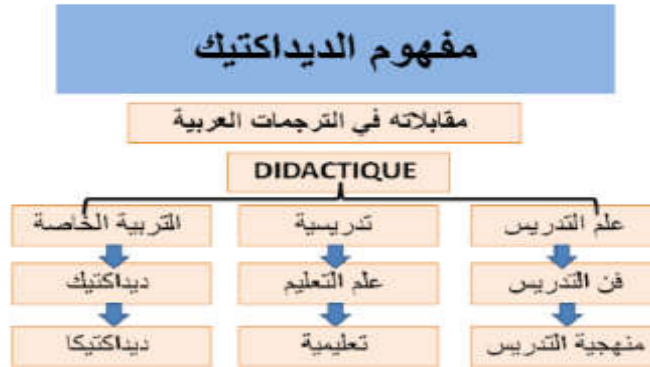 مفهوم الديداكتيك
مقابلاته في الترجمات العربية
DIDACTIQUE
علم التدريس
تدريسية
التربية الخاصة
فن التدريس
علم التعليم
ديداكتيك
منهجية التدريس
تعليمية
ديداكتيكا